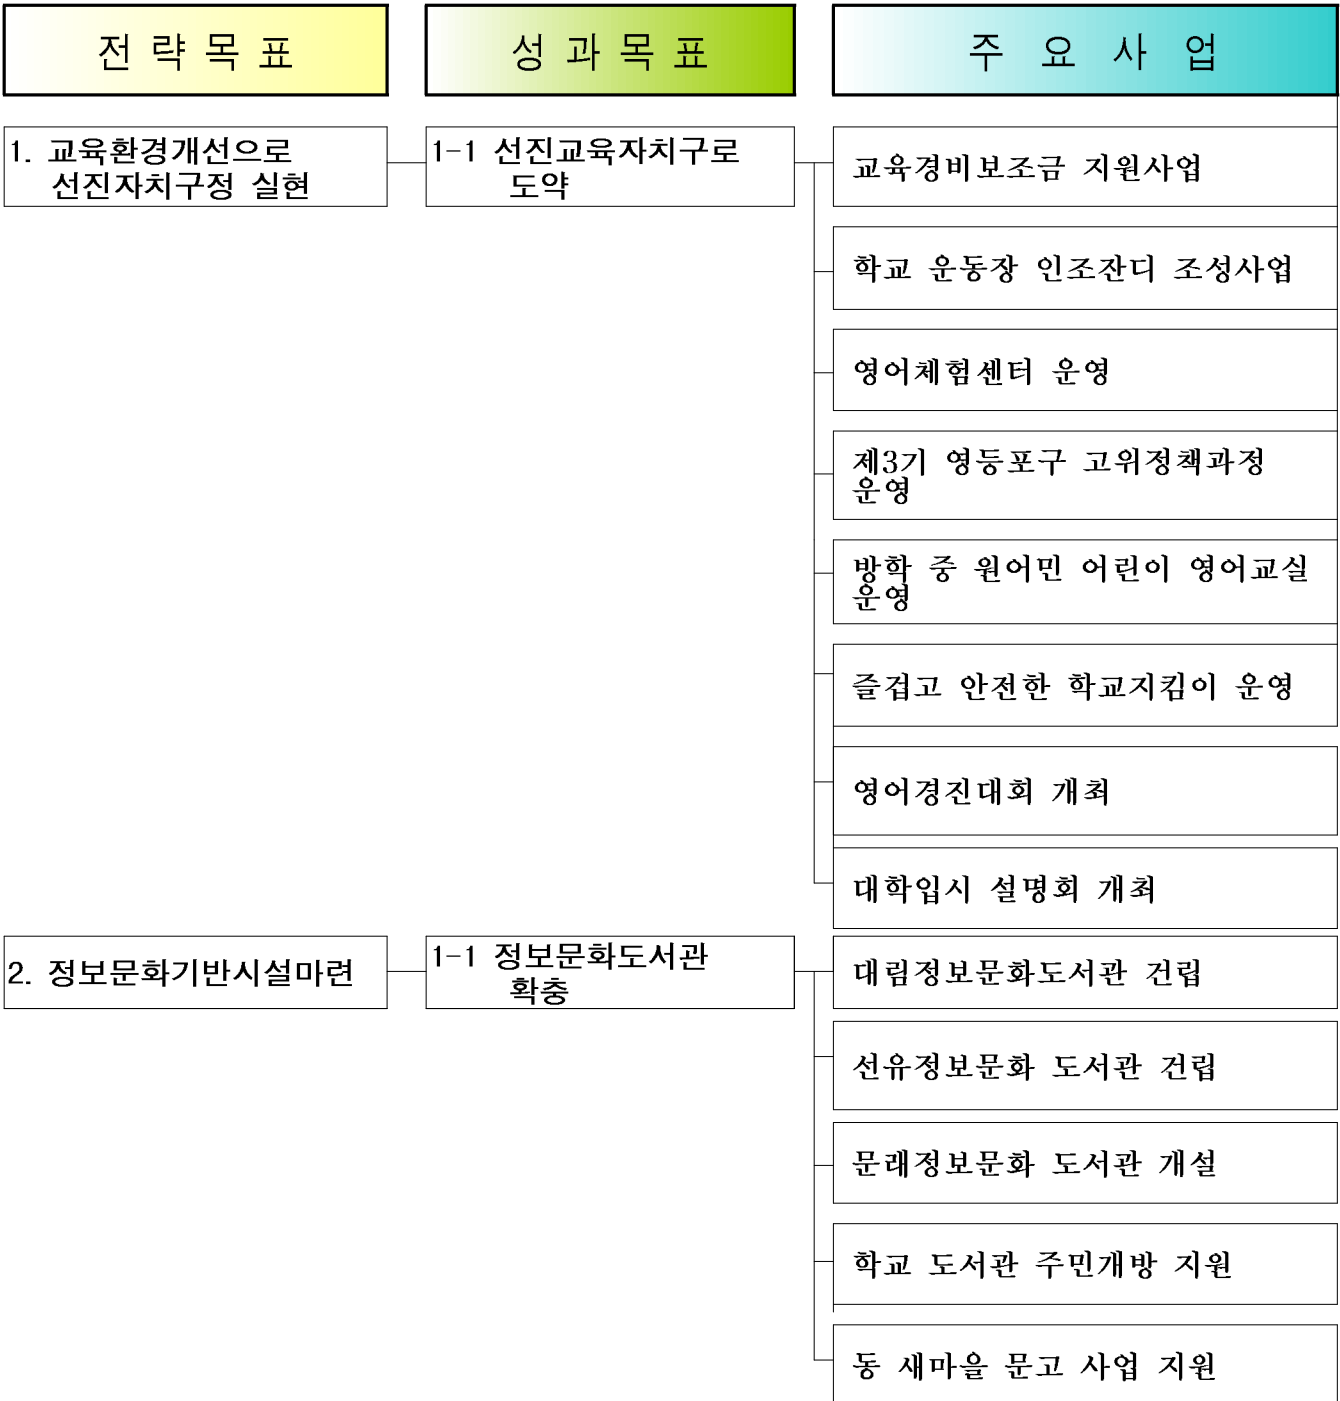 전 략 목 표
성 과 목 표
주 요 사 업
1. 교육환경개선으로
선진자치구정 실현
1-1 선진교육자치구로
도약
교육경비보조금 지원사업
학교 운동장 인조잔디 조성사업
영어체험센터 운영
제3기 영등포구 고위정책과정
운영
방학 중 원어민 어린이 영어교실
운영
즐겁고 안전한 학교지킴이 운영
영어경진대회 개최
대학입시 설명회 개최
2. 정보문화기반시설마련
1-1 정보문화도서관
확충
대림정보문화도서관 건립
선유정보문화 도서관 건립
문래정보문화 도서관 개설
학교 도서관 주민개방 지원
동 새마을 문고 사업 지원